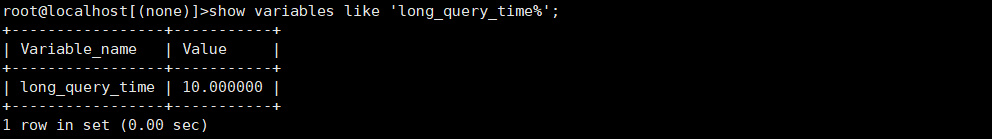 root@localhost[(none)]>show variables like 'long_query_time%';
+-----------------+-----------+
| Variable_name   | Value     |
+-----------------+-----------+
| long_query_time | 10.000000 |
+-----------------+-----------+
1 row in set (0.00 sec)